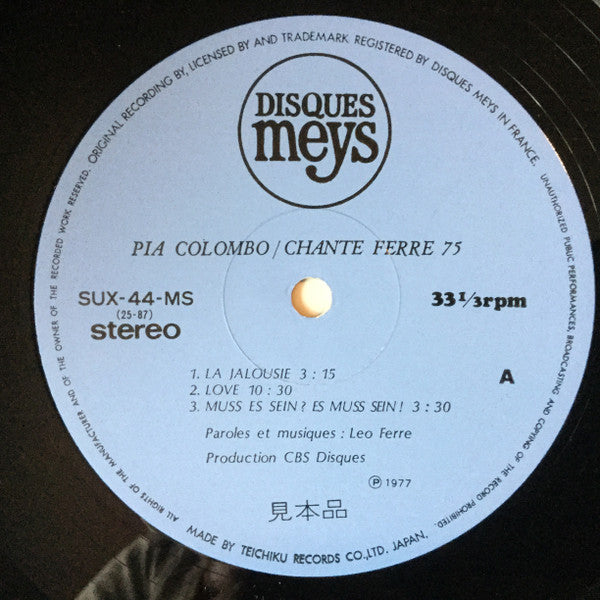 ORIGINAL RECORDING BY, LICENSED BY AND TRADEMARK REGISTERED BY DISQUES MEYS IN FRANCE. UNAUTHORIZED PUBLIC PERFORMANCES, BROADCASTING AND COPYING OF THE RECORD PROHIBITED.
ALL RIGHTS OF THE MANUFACTURER AND OF THE OWNER OF THE RECORDED WORK RESERVED.
DISQUES
meys
PIA COLOMBO / CHANTE FERRE 75
SUX-44-MS
33 1/3rpm
(25-87)
stereo
1. LA JALOUSIE 3 : 15
A
2. LOVE 10 : 30
3. MUSS ES SEIN ? ES MUSS SEIN ! 3 : 30
Paroles et musiques : Leo Ferre
Production CBS Disques
Ⓟ 1977
見本品
MADE BY TEICHIKU RECORDS CO.,LTD. JAPAN.